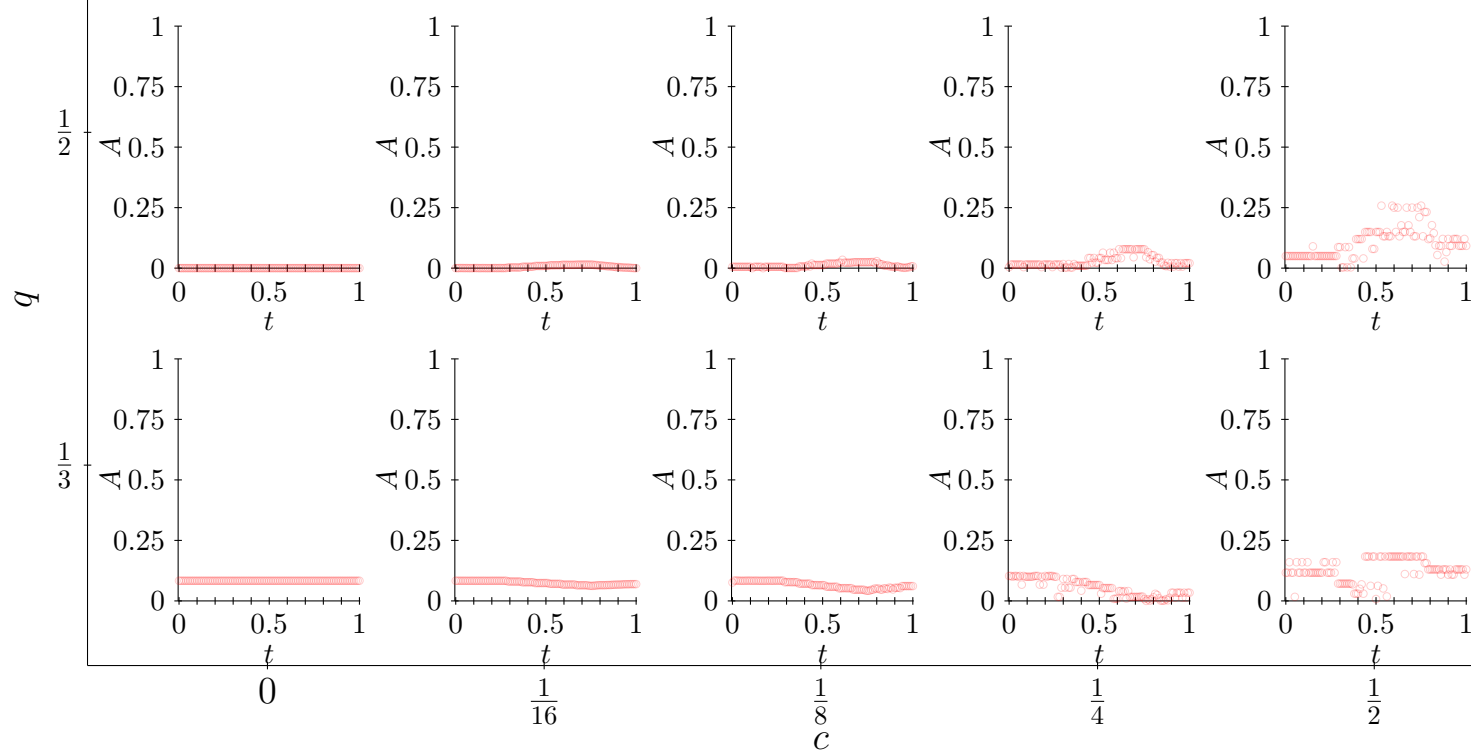 1 1 1 1 1
0.75 0.75 0.75 0.75 0.75
1/2 A 0.5 A 0.5 A 0.5 A 0.5 A 0.5
0.25 0.25 0.25 0.25 0.25
0 0 0 0 0
0 0.5 1 0 0.5 1 0 0.5 1 0 0.5 1 0 0.5 1
q
t t t t t
1 1 1 1 1
0.75 0.75 0.75 0.75 0.75
1/3 A 0.5 A 0.5 A 0.5 A 0.5 A 0.5
0.25 0.25 0.25 0.25 0.25
0 0 0 0 0
0 0.5 1 0 0.5 1 0 0.5 1 0 0.5 1 0 0.5 1
t t t t t
0 1/16 1/8 1/4 1/2
c